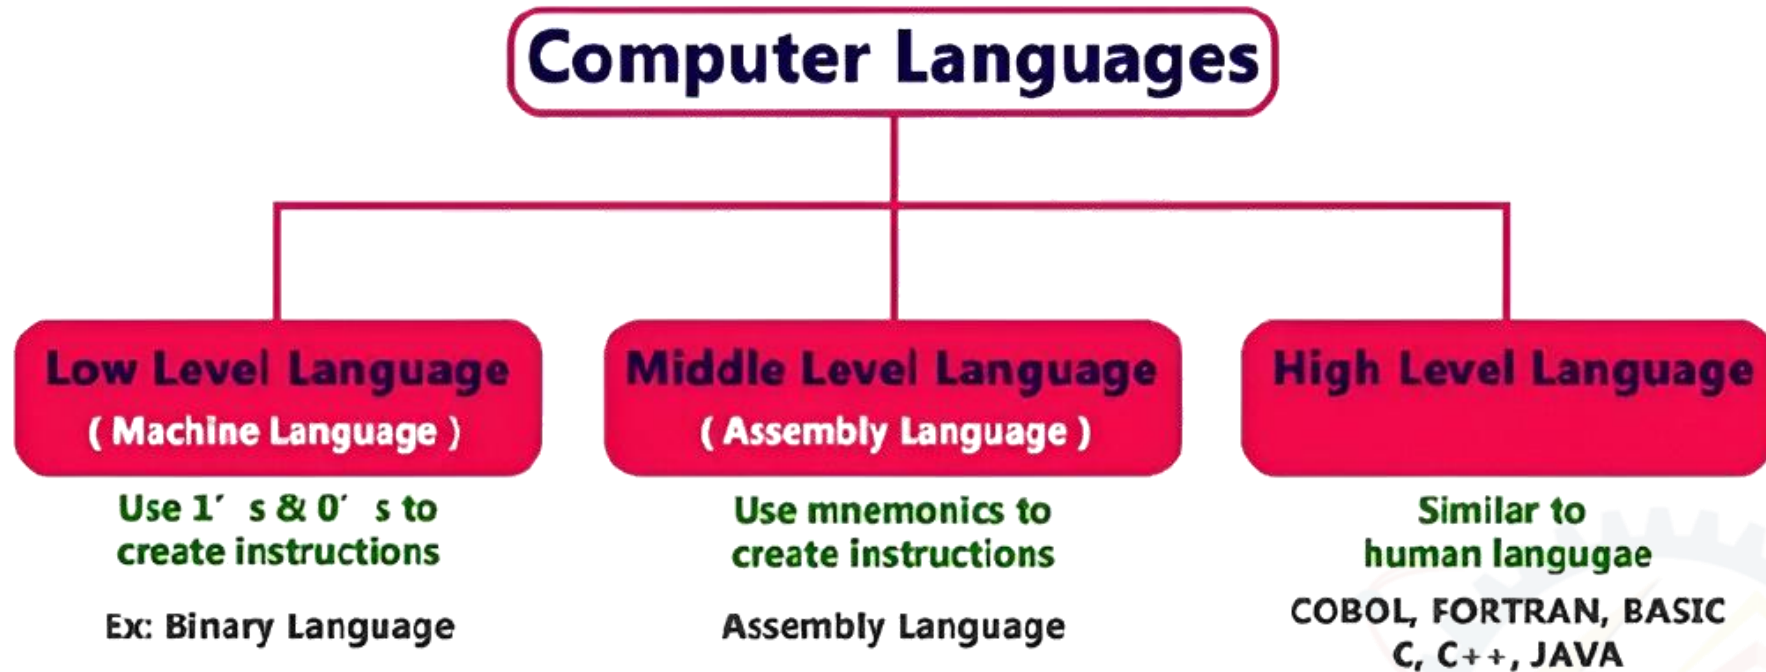 Computer Languages
Low Level Language
( Machine Language )
Use 1´ s & 0´ s to
create instructions
Ex: Binary Language
Middle Level Language
( Assembly Language )
Use mnemonics to
create instructions
Assembly Language
High Level Language
Similar to
human langugae
COBOL, FORTRAN, BASIC
C, C++, JAVA